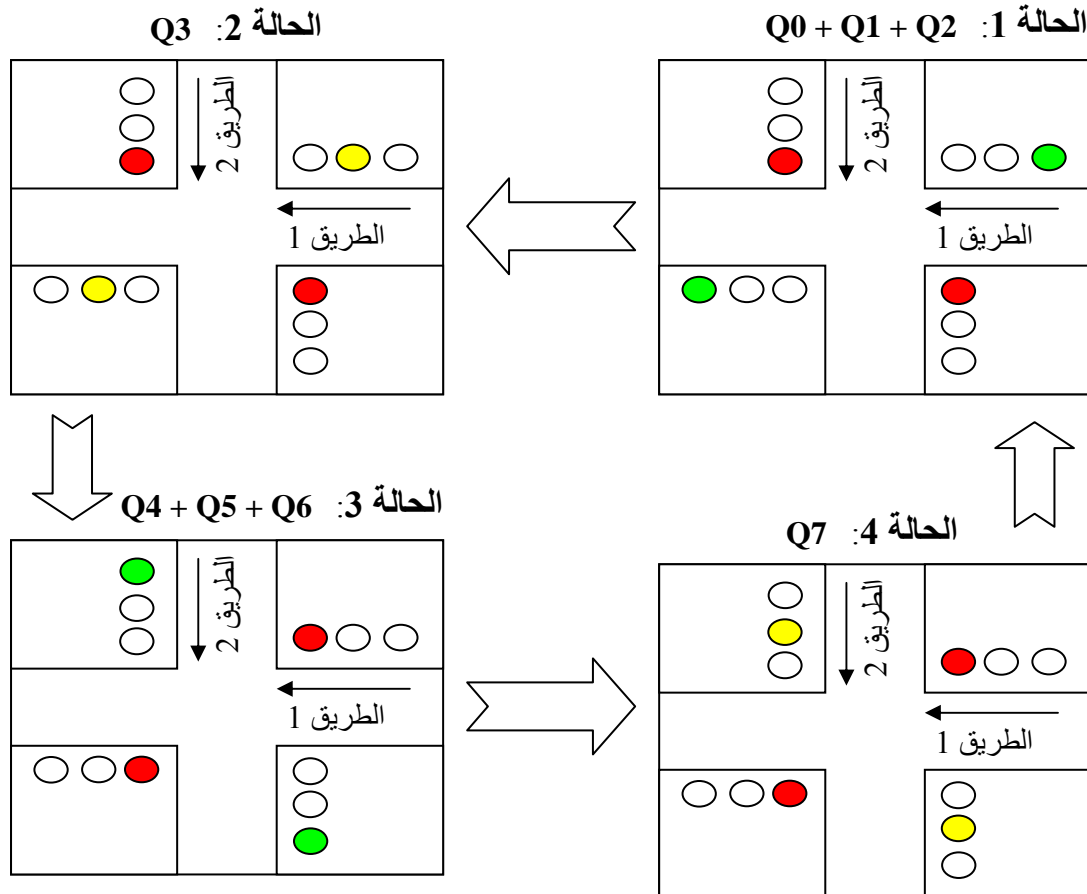 الحالة 1: Q0 + Q1 + Q2
الطريق 2
الطريق 1
الحالة 2: Q3
الطريق 2
الطريق 1
الحالة 3: Q4 + Q5 + Q6
الطريق 2
الطريق 1
الحالة 4: Q7
الطريق 2
الطريق 1